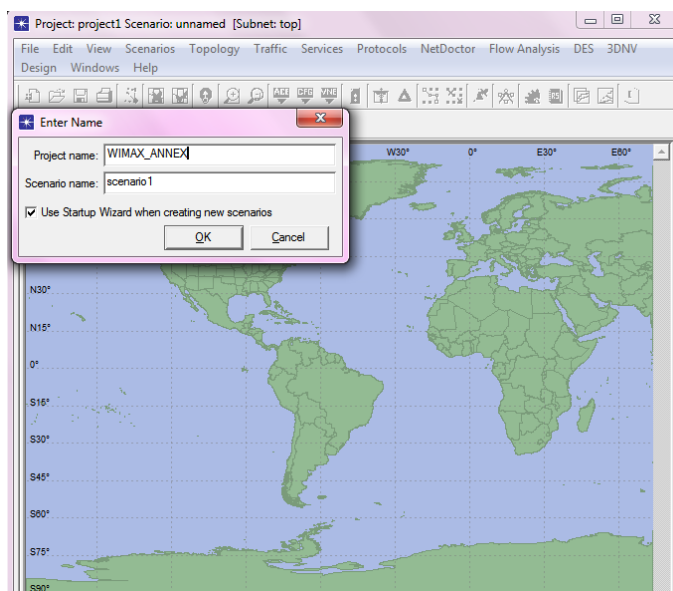 Project: project1 Scenario: unnamed [Subnet: top]
File Edit View Scenarios Topology Traffic Services Protocols NetDoctor Flow Analysis DES 3DNV
Design Windows Help
Enter Name
Project name: WIMAX_ANNEX
Scenario name: scenario1
Use Startup Wizard when creating new scenarios
OK Cancel
W30° 0° E30° E60°
N30°
N15°
0°
S15°
S30°
S45°
S60°
S75°
S90°